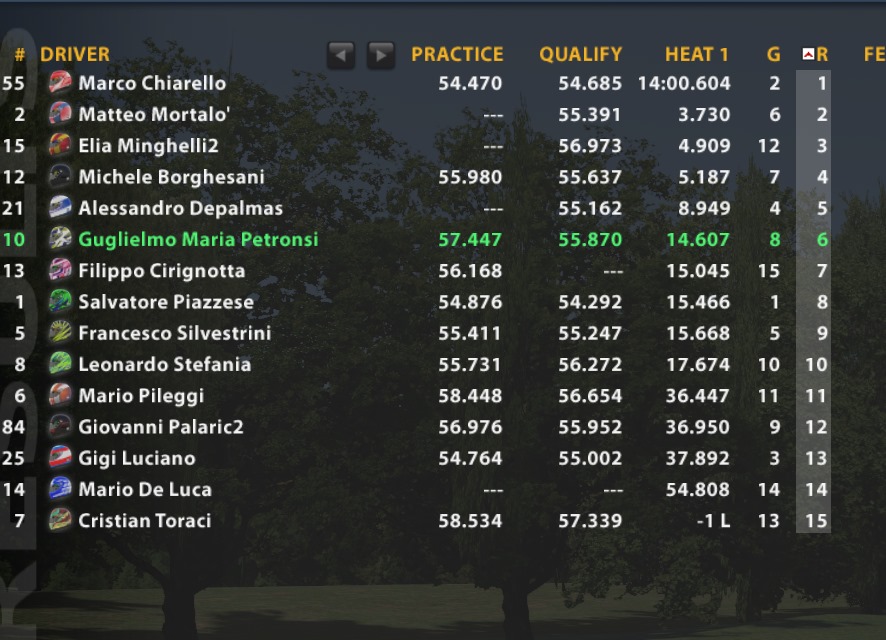 # DRIVER PRACTICE QUALIFY HEAT 1 G R FE
55 Marco Chiarello 54.470 54.685 14:00.604 2 1
2 Matteo Mortalo' --- 55.391 3.730 6 2
15 Elia Minghelli2 --- 56.973 4.909 12 3
12 Michele Borghesani 55.980 55.637 5.187 7 4
21 Alessandro Depalmas --- 55.162 8.949 4 5
10 Guglielmo Maria Petronsi 57.447 55.870 14.607 8 6
13 Filippo Cirignotta 56.168 --- 15.045 15 7
1 Salvatore Piazzese 54.876 54.292 15.466 1 8
5 Francesco Silvestrini 55.411 55.247 15.668 5 9
8 Leonardo Stefania 55.731 56.272 17.674 10 10
6 Mario Pileggi 58.448 56.654 36.447 11 11
84 Giovanni Palaric2 56.976 55.952 36.950 9 12
25 Gigi Luciano 54.764 55.002 37.892 3 13
14 Mario De Luca --- --- 54.808 14 14
7 Cristian Toraci 58.534 57.339 -1 L 13 15